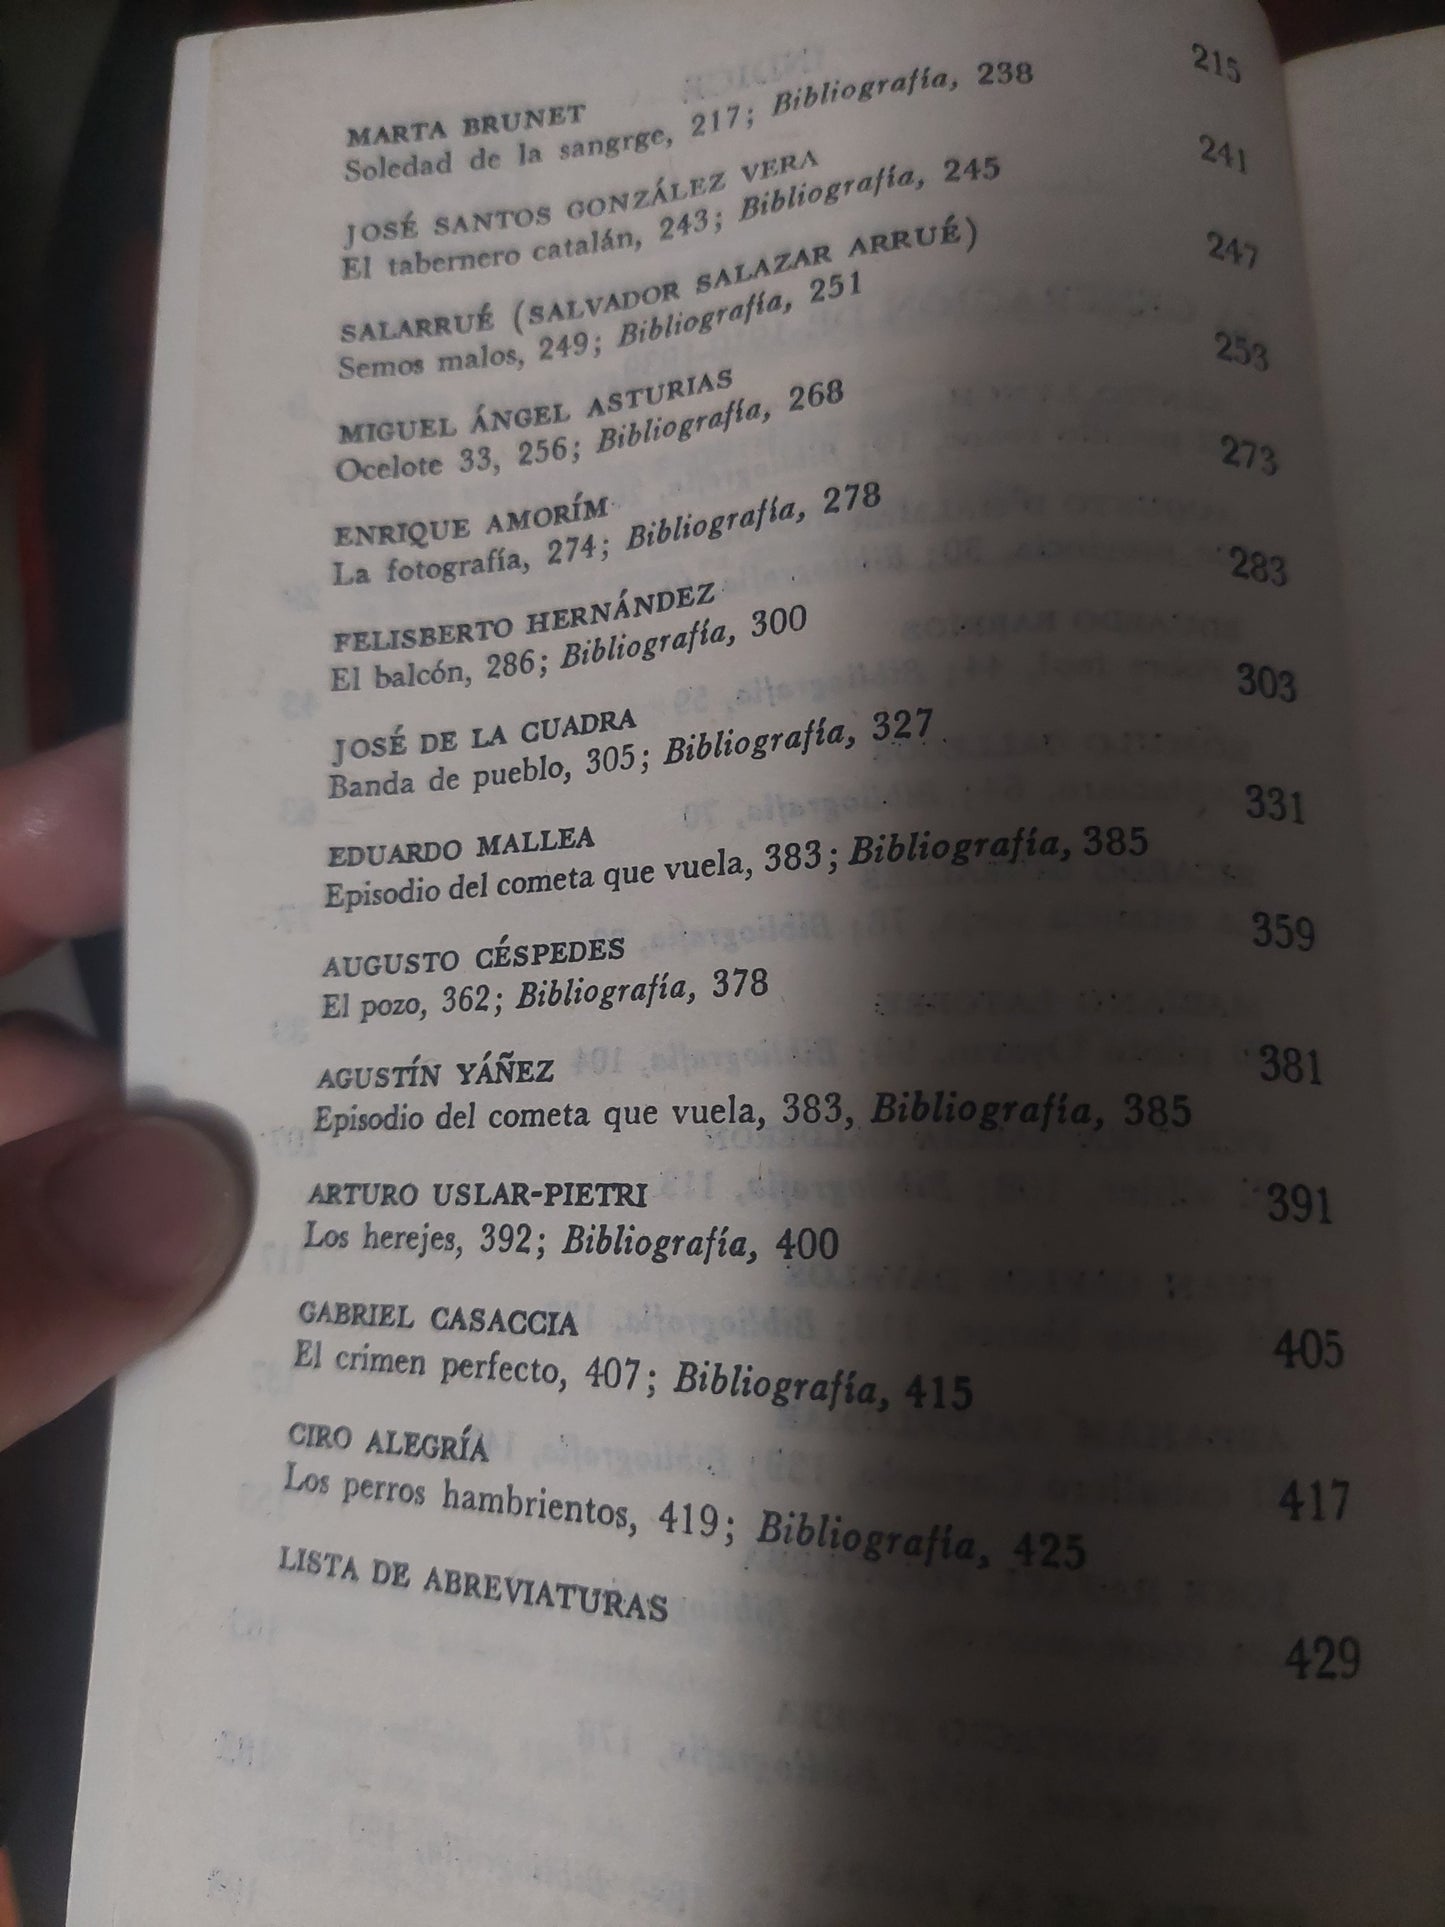 MARTA BRUNET 215
Soledad de la sangrge, 217; Bibliografía, 238
JOSÉ SANTOS GONZÁLEZ VERA 241
El tabernero catalán, 243; Bibliografía, 245
SALARRUÉ (SALVADOR SALAZAR ARRUÉ) 247
Semos malos, 249; Bibliografía, 251
MIGUEL ÁNGEL ASTURIAS 253
Ocelote 33, 256; Bibliografía, 268
ENRIQUE AMORÍM 273
La fotografía, 274; Bibliografía, 278
FELISBERTO HERNÁNDEZ 283
El balcón, 286; Bibliografía, 300
JOSÉ DE LA CUADRA 303
Banda de pueblo, 305; Bibliografía, 327
EDUARDO MALLEA 331
Episodio del cometa que vuela, 383; Bibliografía, 385
AUGUSTO CÉSPEDES 359
El pozo, 362; Bibliografía, 378
AGUSTÍN YÁÑEZ 381
Episodio del cometa que vuela, 383, Bibliografía, 385
ARTURO USLAR-PIETRI 391
Los herejes, 392; Bibliografía, 400
GABRIEL CASACCIA 405
El crimen perfecto, 407; Bibliografía, 415
CIRO ALEGRÍA 417
Los perros hambrientos, 419; Bibliografía, 425
LISTA DE ABREVIATURAS 429